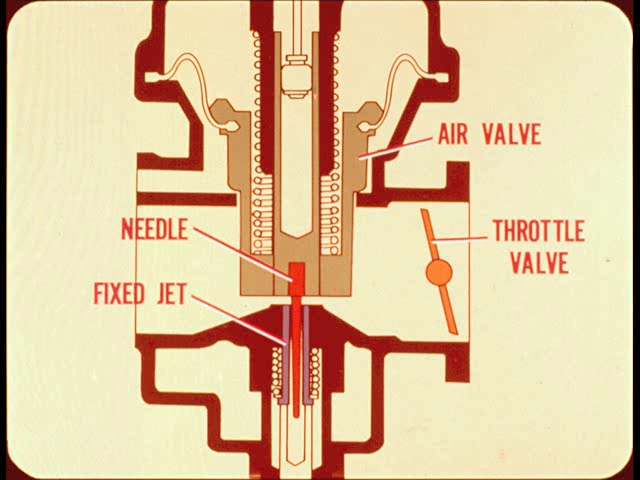 AIR VALVE
NEEDLE
THROTTLE
VALVE
FIXED JET